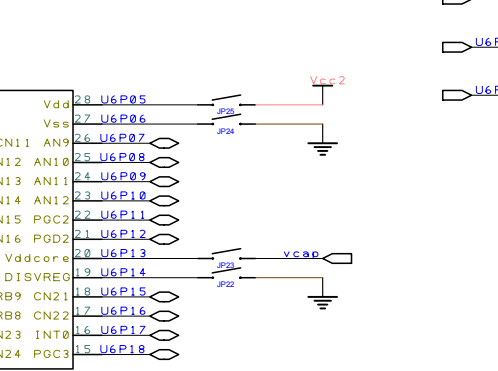 U6P
Vcc2
U6P
Vdd 28 U6P05 JP25
Vss 27 U6P06 JP24
CN11 AN9 26 U6P07
N12 AN10 25 U6P08
N13 AN11 24 U6P09
N14 AN12 23 U6P10
N15 PGC2 22 U6P11
N16 PGD2 21 U6P12
Vddcore 20 U6P13 JP23 vcap
DISVREG 19 U6P14 JP22
RB9 CN21 18 U6P15
RB8 CN22 17 U6P16
N23 INT0 16 U6P17
N24 PGC3 15 U6P18